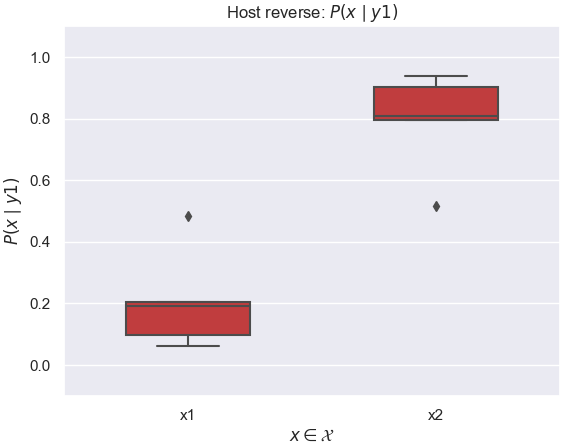 Host reverse: P(x | y1)
P(x | y1)
1.0
0.8
0.6
0.4
0.2
0.0
x1 x2
x ∈ 𝒳